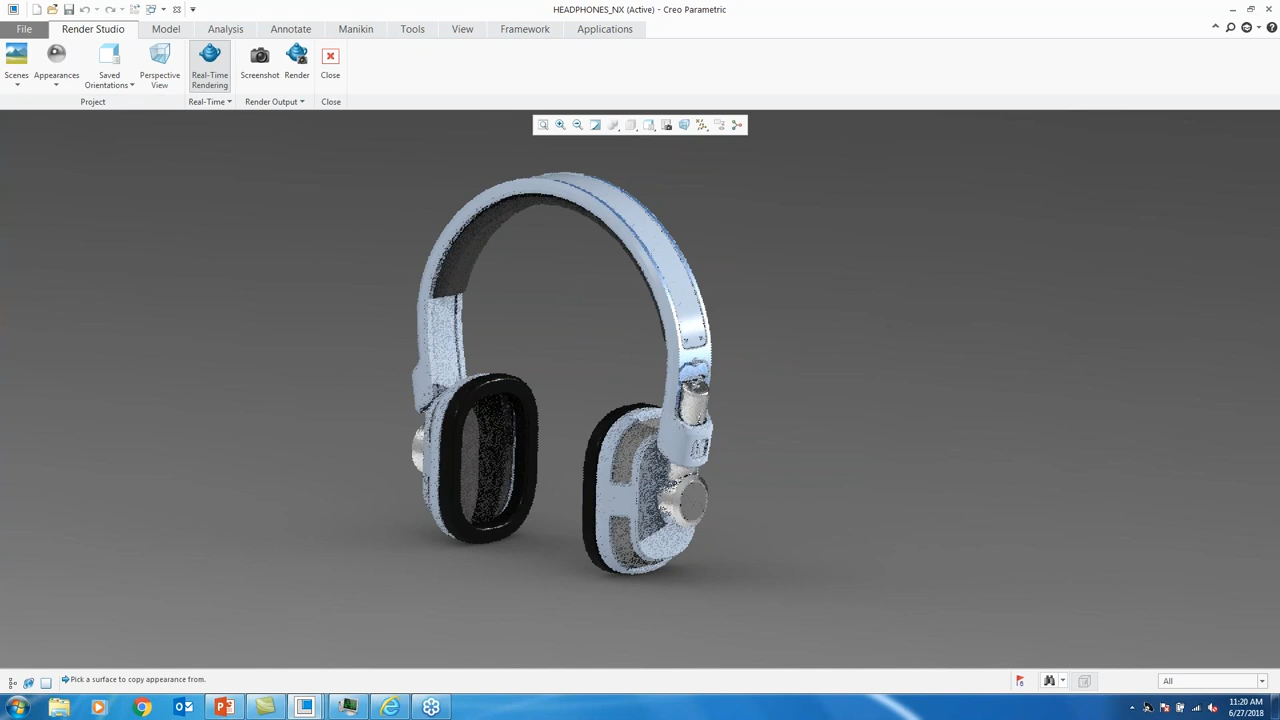 HEADPHONES_NX (Active) - Creo Parametric
File Render Studio Model Analysis Annotate Manikin Tools View Framework Applications
Scenes Appearances Saved Orientations Perspective View Real-Time Rendering Screenshot Render Close
Project Real-Time Render Output Close
Pick a surface to copy appearance from.
All
11:20 AM
6/27/2018